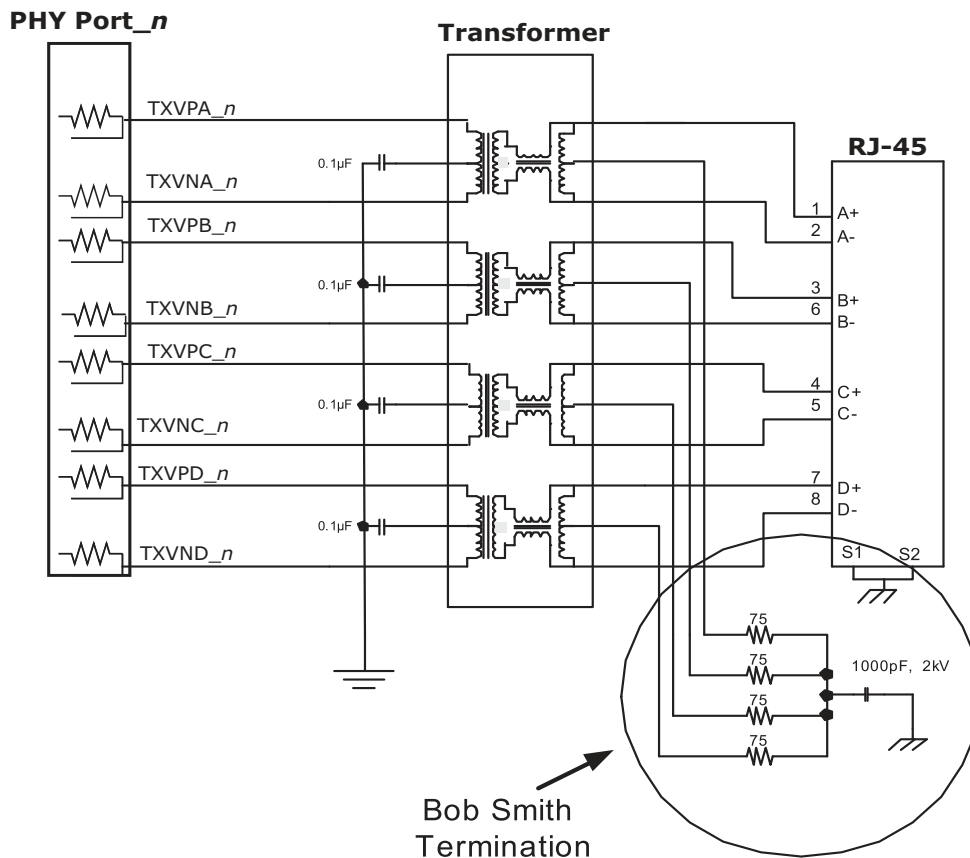 PHY Port_n
Transformer
RJ-45
TXVPA_n
0.1µF
TXVNA_n
TXVPB_n
0.1µF
TXVNB_n
TXVPC_n
0.1µF
TXVNC_n
TXVPD_n
0.1µF
TXVND_n
1 A+
2 A-
3 B+
6 B-
4 C+
5 C-
7 D+
8 D-
S1 S2
75
75
75
75
1000pF, 2kV
Bob Smith
Termination